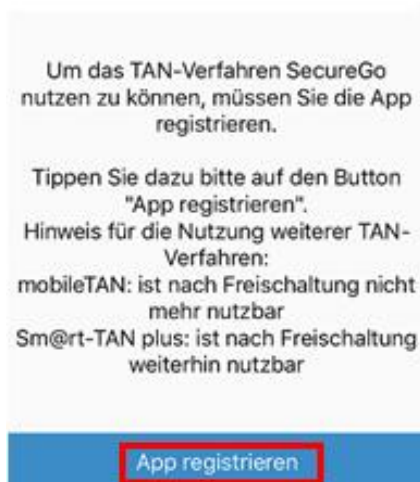 Um das TAN-Verfahren SecureGo
nutzen zu können, müssen Sie die App
registrieren.
Tippen Sie dazu bitte auf den Button
"App registrieren".
Hinweis für die Nutzung weiterer TAN-
Verfahren:
mobileTAN: ist nach Freischaltung nicht
mehr nutzbar
Sm@rt-TAN plus: ist nach Freischaltung
weiterhin nutzbar
App registrieren